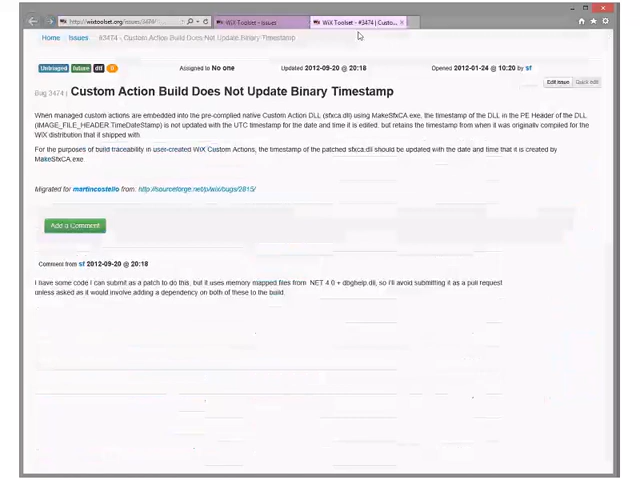 http://wixtoolset.org/issues/3474/
WiX Toolset - Issues
WiX Toolset - #3474 | Custo...
Home Issues #3474 - Custom Action Build Does Not Update Binary Timestamp
Untriaged future dtf 0 Assigned to No one Updated 2012-09-20 @ 20:18 Opened 2012-01-24 @ 10:20 by sf
Edit issue Quick edit
Bug 3474 | Custom Action Build Does Not Update Binary Timestamp
When managed custom actions are embedded into the pre-compiled native Custom Action DLL (sfxca.dll) using MakeSfxCA.exe, the timestamp of the DLL in the PE Header of the DLL
(IMAGE_FILE_HEADER.TimeDateStamp) is not updated with the UTC timestamp for the date and time it is edited, but retains the timestamp from when it was originally compiled for the
WiX distribution that it shipped with.
For the purposes of build traceability in user-created WiX Custom Actions, the timestamp of the patched sfxca.dll should be updated with the date and time that it is created by
MakeSfxCA.exe
Migrated for martincostello from: http://sourceforge.net/p/wix/bugs/2815/
Add a Comment
Comment from sf 2012-09-20 @ 20:18
I have some code I can submit as a patch to do this, but it uses memory mapped files from .NET 4.0 + dbghelp.dll, so I'll avoid submitting it as a pull request
unless asked as it would involve adding a dependency on both of these to the build.